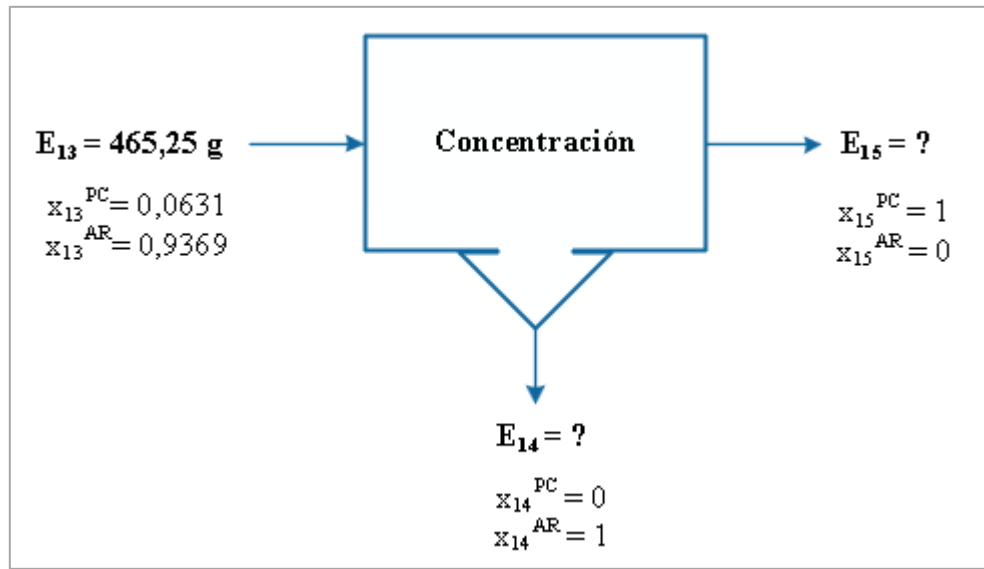 Concentración
E₁₃ = 465,25 g
x₁₃ᴾᶜ = 0,0631
x₁₃ᴬᴿ = 0,9369
E₁₅ = ?
x₁₅ᴾᶜ = 1
x₁₅ᴬᴿ = 0
E₁₄ = ?
x₁₄ᴾᶜ = 0
x₁₄ᴬᴿ = 1